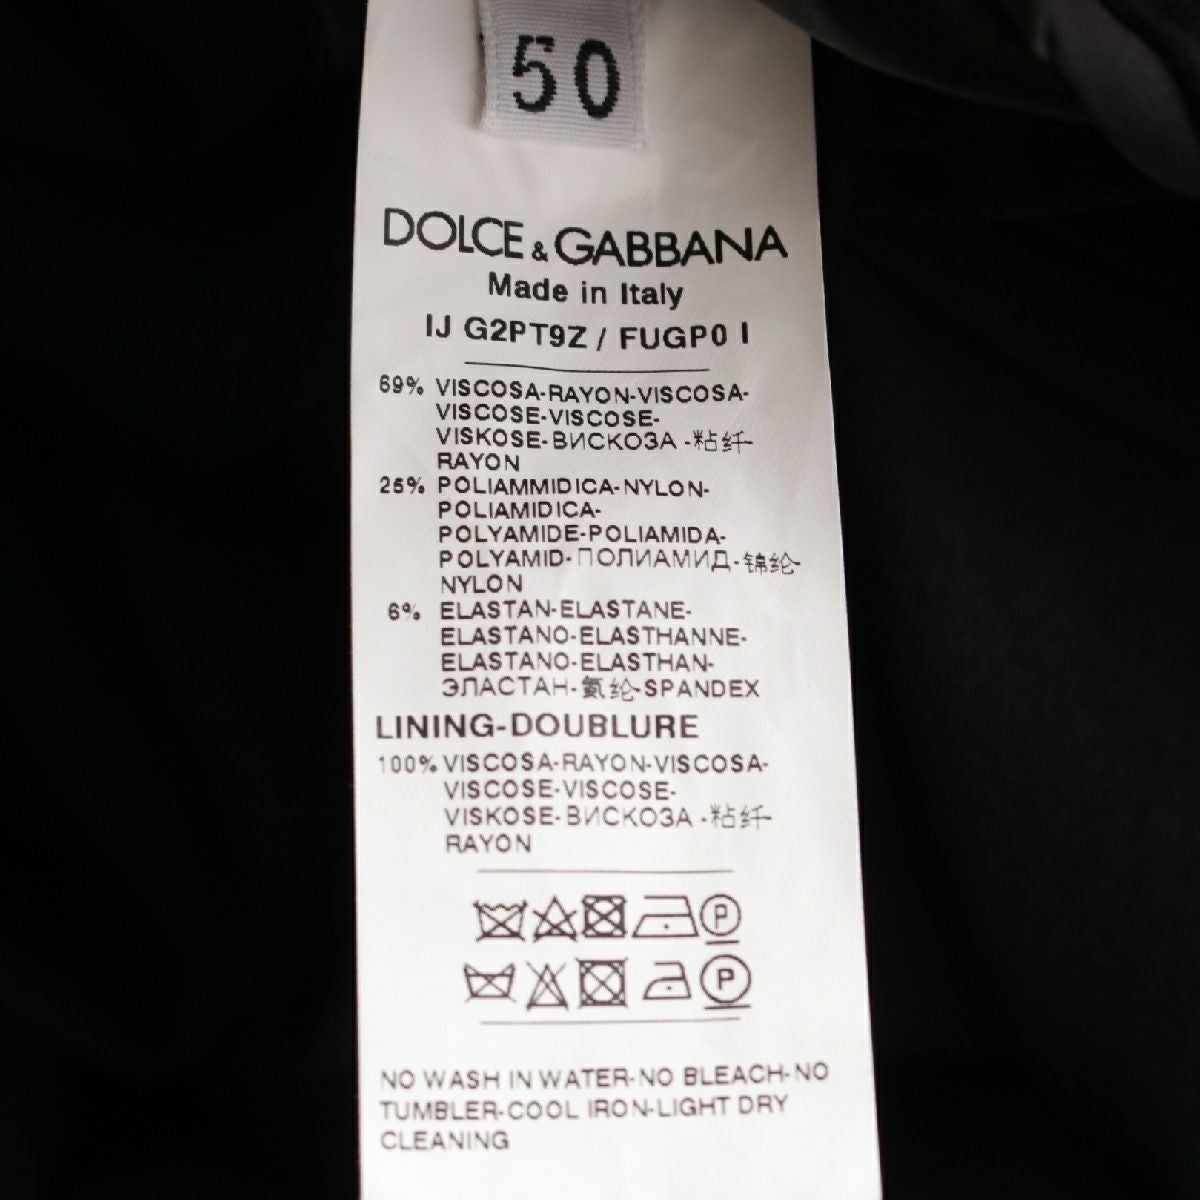 50
DOLCE & GABBANA
Made in Italy
IJ G2PT9Z / FUGP0 I
69% VISCOSA-RAYON-VISCOSA-
VISCOSE-VISCOSE-
VISKOSE-ВИСКОЗА -粘纤-
RAYON
25% POLIAMMIDICA-NYLON-
POLIAMIDICA-
POLYAMIDE-POLIAMIDA-
POLYAMID-ПОЛИАМИД-锦纶-
NYLON
6% ELASTAN-ELASTANE-
ELASTANO-ELASTHANNE-
ELASTANO-ELASTHAN-
ЭЛАСТАН-氨纶-SPANDEX
LINING-DOUBLURE
100% VISCOSA-RAYON-VISCOSA-
VISCOSE-VISCOSE-
VISKOSE-ВИСКОЗА -粘纤-
RAYON
P
P
NO WASH IN WATER-NO BLEACH-NO
TUMBLER-COOL IRON-LIGHT DRY
CLEANING